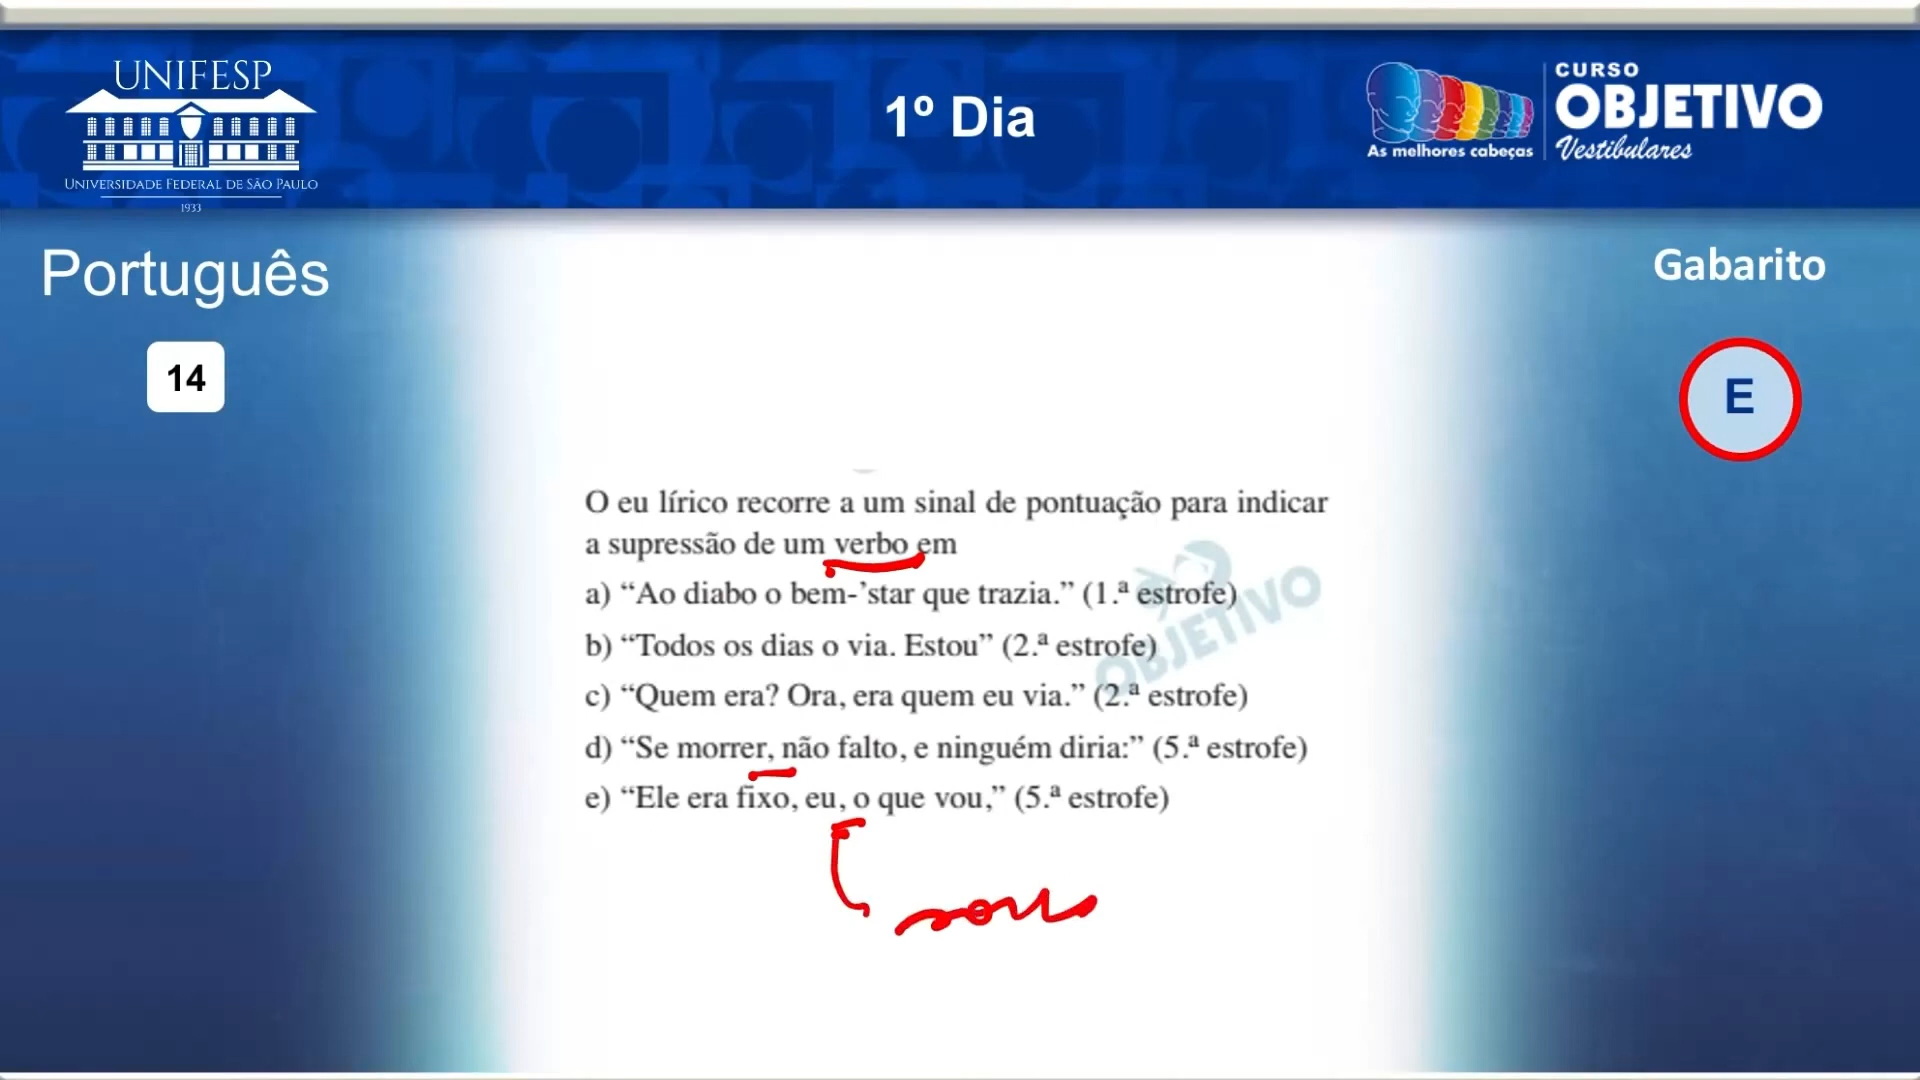 UNIFESP
UNIVERSIDADE FEDERAL DE SÃO PAULO
1933
1º Dia
As melhores cabeças
CURSO
OBJETIVO
Vestibulares
Português
14
Gabarito
E
O eu lírico recorre a um sinal de pontuação para indicar
a supressão de um verbo em
a) “Ao diabo o bem-’star que trazia.” (1.ª estrofe)
b) “Todos os dias o via. Estou” (2.ª estrofe)
c) “Quem era? Ora, era quem eu via.” (2.ª estrofe)
d) “Se morrer, não falto, e ninguém diria:” (5.ª estrofe)
e) “Ele era fixo, eu, o que vou,” (5.ª estrofe)
OBJETIVO
sou